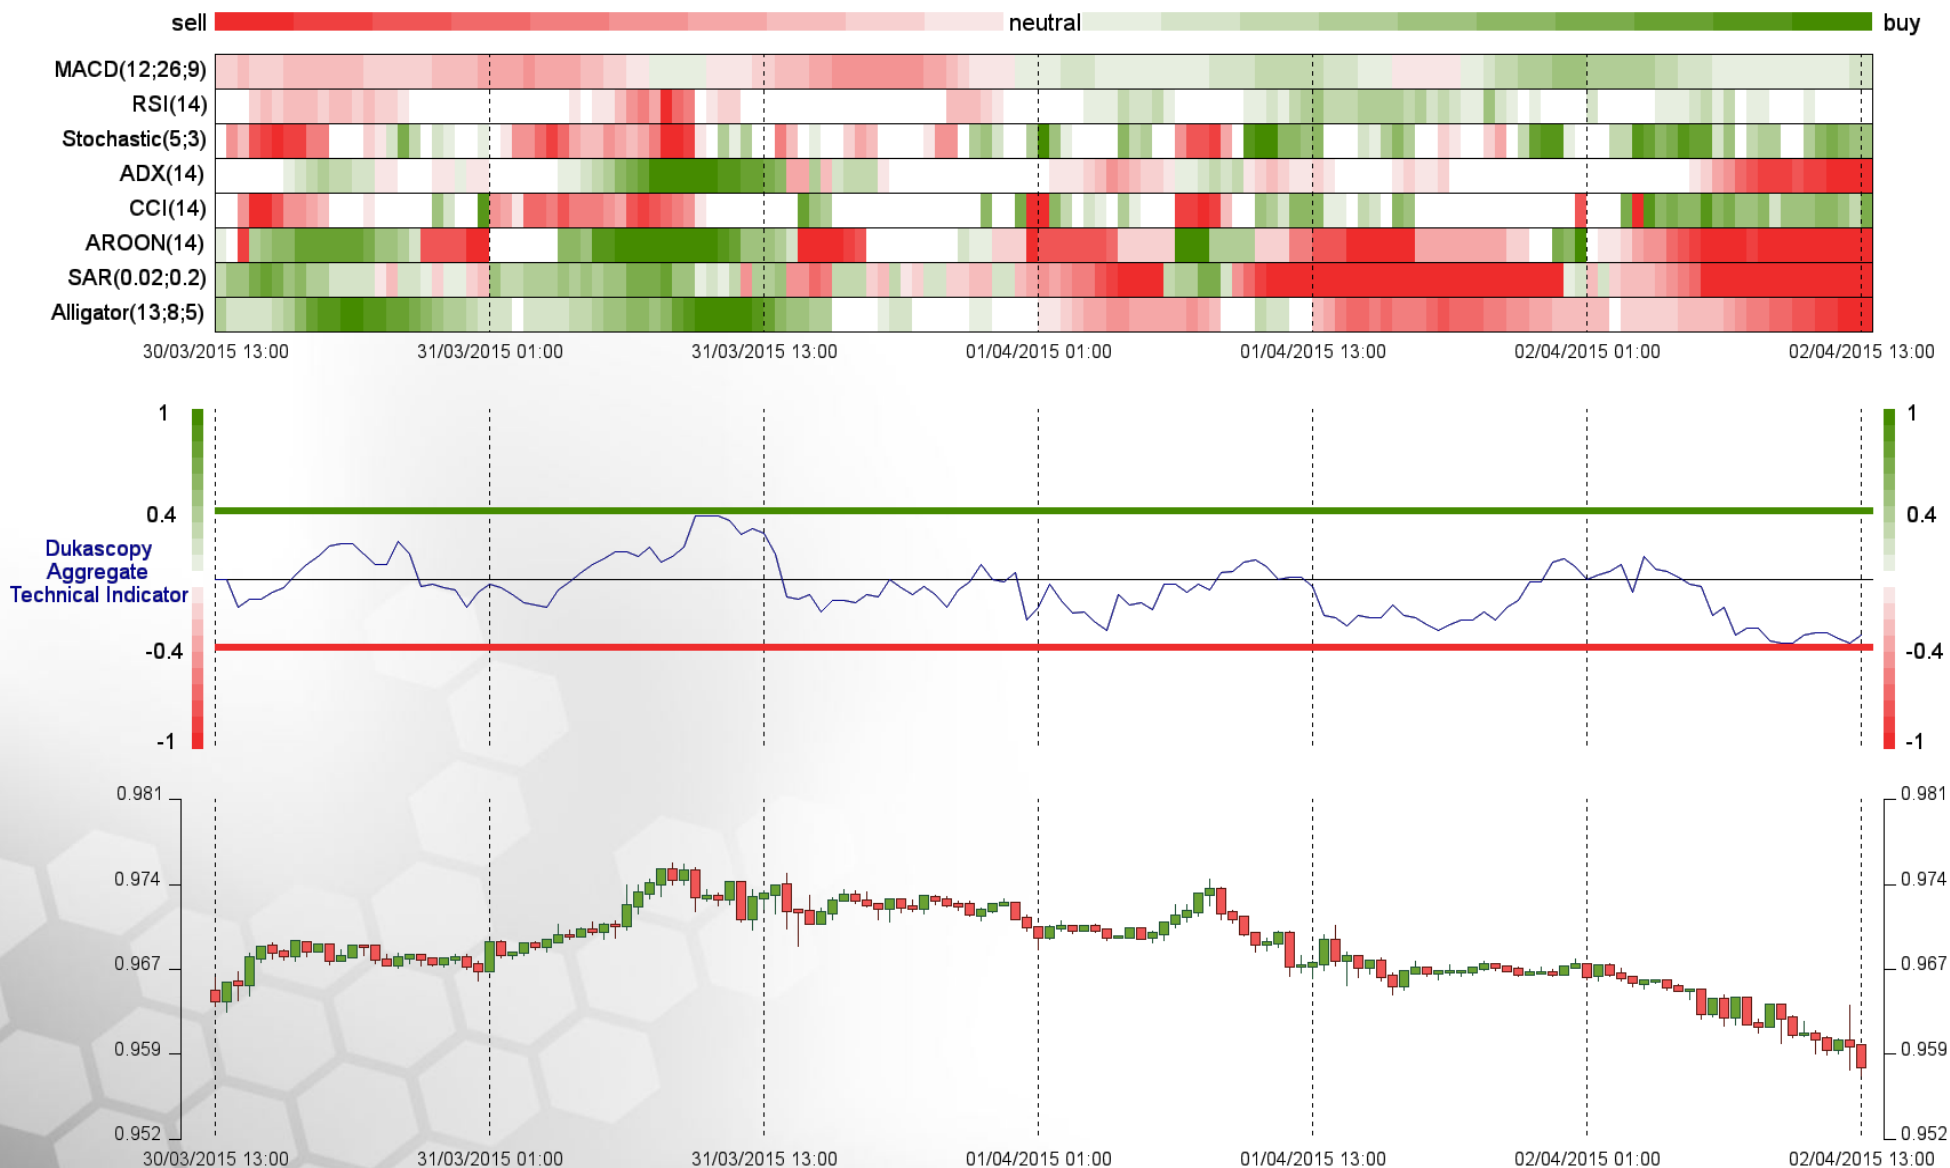 sell neutral buy
MACD(12;26;9)
RSI(14)
Stochastic(5;3)
ADX(14)
CCI(14)
AROON(14)
SAR(0.02;0.2)
Alligator(13;8;5)
30/03/2015 13:00 31/03/2015 01:00 31/03/2015 13:00 01/04/2015 01:00 01/04/2015 13:00 02/04/2015 01:00 02/04/2015 13:00
1 1
0.4 0.4
Dukascopy
Aggregate
Technical Indicator
-0.4 -0.4
-1 -1
0.981 0.981
0.974 0.974
0.967 0.967
0.959 0.959
0.952 0.952
30/03/2015 13:00 31/03/2015 01:00 31/03/2015 13:00 01/04/2015 01:00 01/04/2015 13:00 02/04/2015 01:00 02/04/2015 13:00